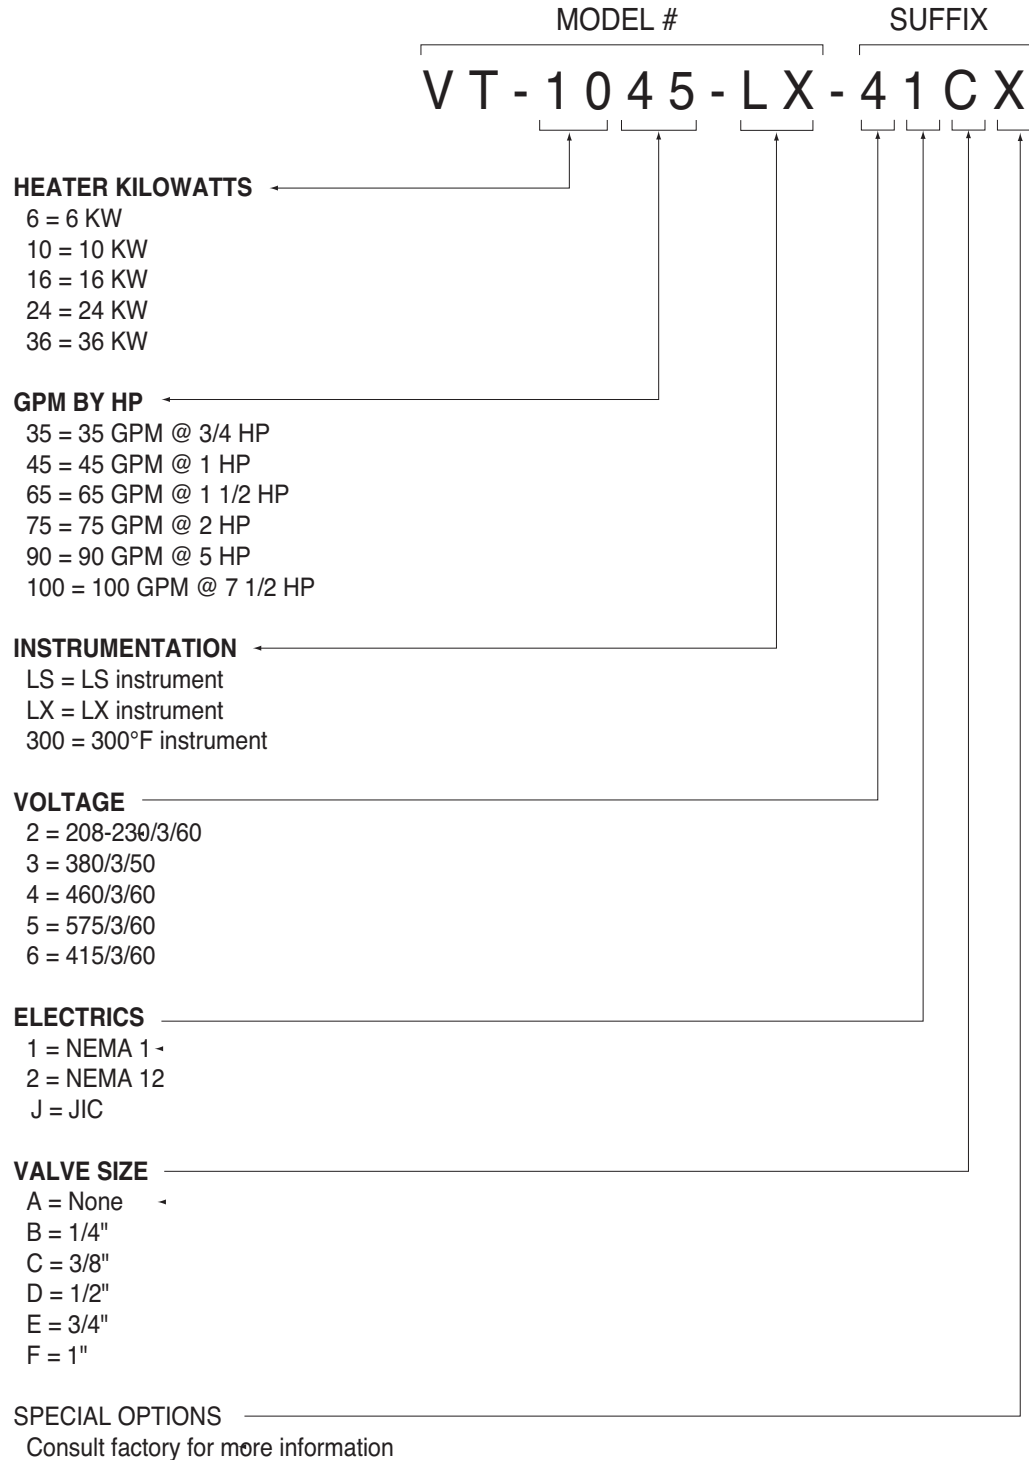 MODEL # SUFFIX
VT-1045-LX-41CX
HEATER KILOWATTS
6 = 6 KW
10 = 10 KW
16 = 16 KW
24 = 24 KW
36 = 36 KW
GPM BY HP
35 = 35 GPM @ 3/4 HP
45 = 45 GPM @ 1 HP
65 = 65 GPM @ 1 1/2 HP
75 = 75 GPM @ 2 HP
90 = 90 GPM @ 5 HP
100 = 100 GPM @ 7 1/2 HP
INSTRUMENTATION
LS = LS instrument
LX = LX instrument
300 = 300°F instrument
VOLTAGE
2 = 208-230/3/60
3 = 380/3/50
4 = 460/3/60
5 = 575/3/60
6 = 415/3/60
ELECTRICS
1 = NEMA 1
2 = NEMA 12
J = JIC
VALVE SIZE
A = None
B = 1/4"
C = 3/8"
D = 1/2"
E = 3/4"
F = 1"
SPECIAL OPTIONS
Consult factory for more information